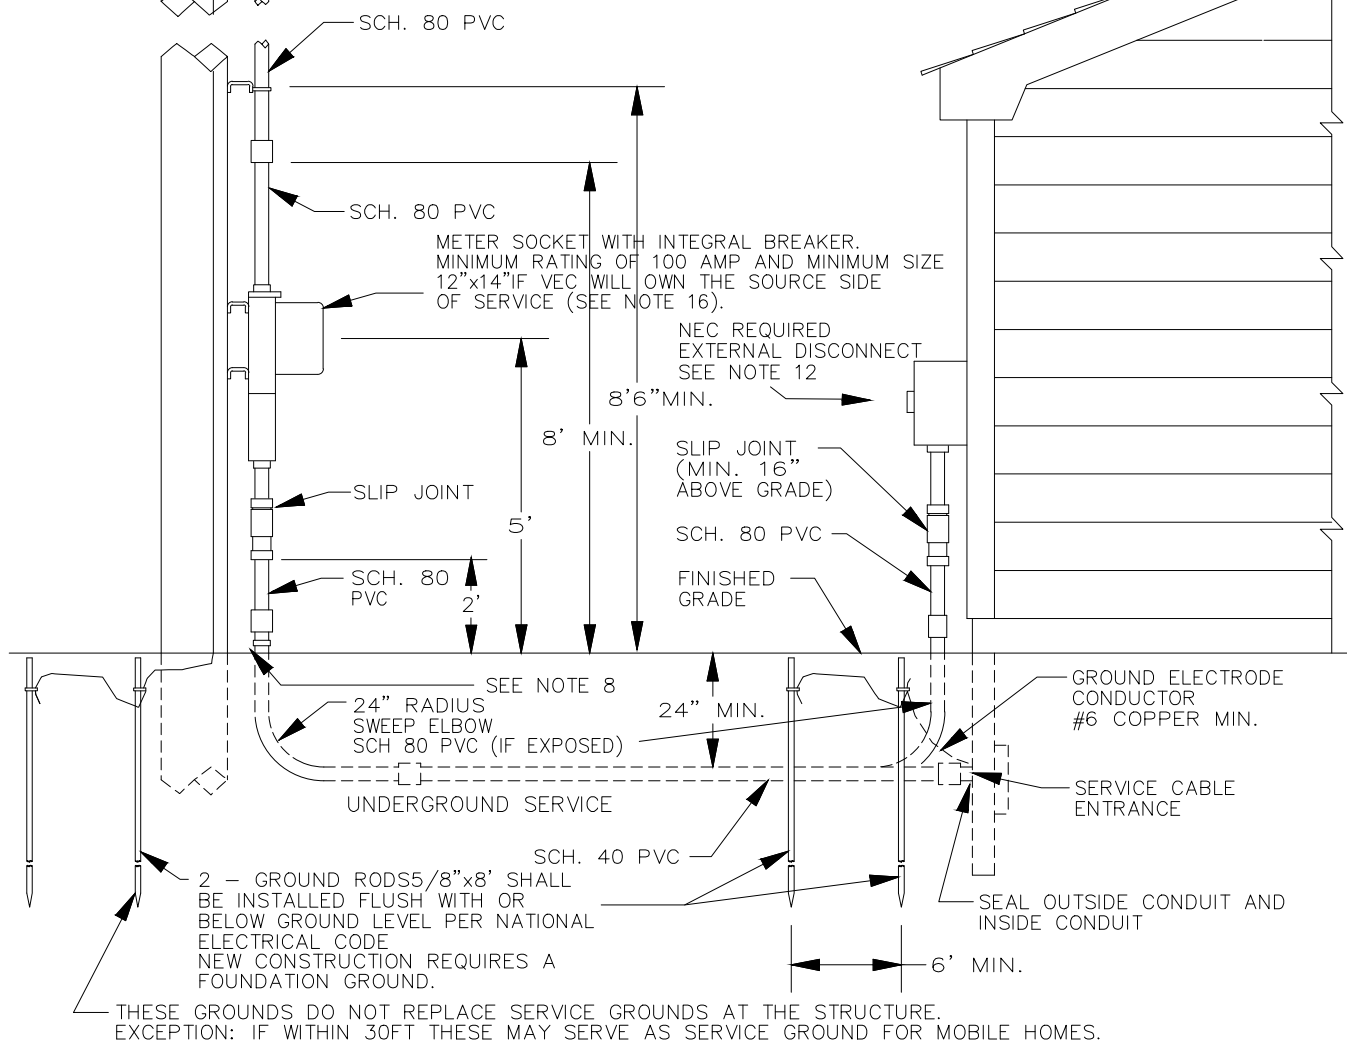 SCH. 80 PVC
SCH. 80 PVC
METER SOCKET WITH INTEGRAL BREAKER.
MINIMUM RATING OF 100 AMP AND MINIMUM SIZE
12"x14"IF VEC WILL OWN THE SOURCE SIDE
OF SERVICE (SEE NOTE 16).
NEC REQUIRED
EXTERNAL DISCONNECT
SEE NOTE 12
8'6"MIN.
8' MIN.
SLIP JOINT
(MIN. 16"
ABOVE GRADE)
SLIP JOINT
5'
SCH. 80 PVC
SCH. 80
PVC
2'
FINISHED
GRADE
SEE NOTE 8
24" RADIUS
SWEEP ELBOW
SCH 80 PVC (IF EXPOSED)
24" MIN.
GROUND ELECTRODE
CONDUCTOR
#6 COPPER MIN.
UNDERGROUND SERVICE
SERVICE CABLE
ENTRANCE
SCH. 40 PVC
2 - GROUND RODS5/8"x8' SHALL
BE INSTALLED FLUSH WITH OR
BELOW GROUND LEVEL PER NATIONAL
ELECTRICAL CODE
NEW CONSTRUCTION REQUIRES A
FOUNDATION GROUND.
SEAL OUTSIDE CONDUIT AND
INSIDE CONDUIT
6' MIN.
THESE GROUNDS DO NOT REPLACE SERVICE GROUNDS AT THE STRUCTURE.
EXCEPTION: IF WITHIN 30FT THESE MAY SERVE AS SERVICE GROUND FOR MOBILE HOMES.